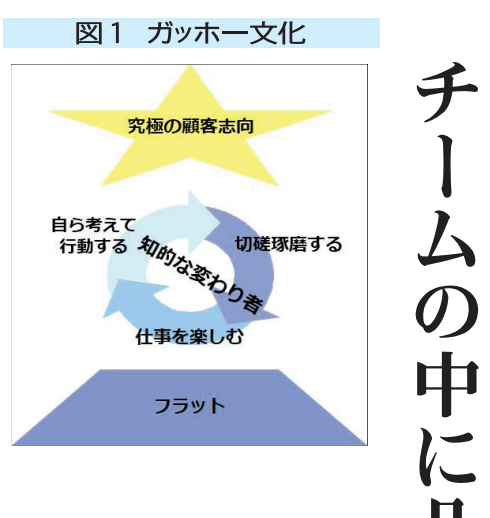 図1 ガッホー文化
究極の顧客志向
自ら考えて
行動する
知的な変わり者
切磋琢磨する
仕事を楽しむ
フラット
チームの中に